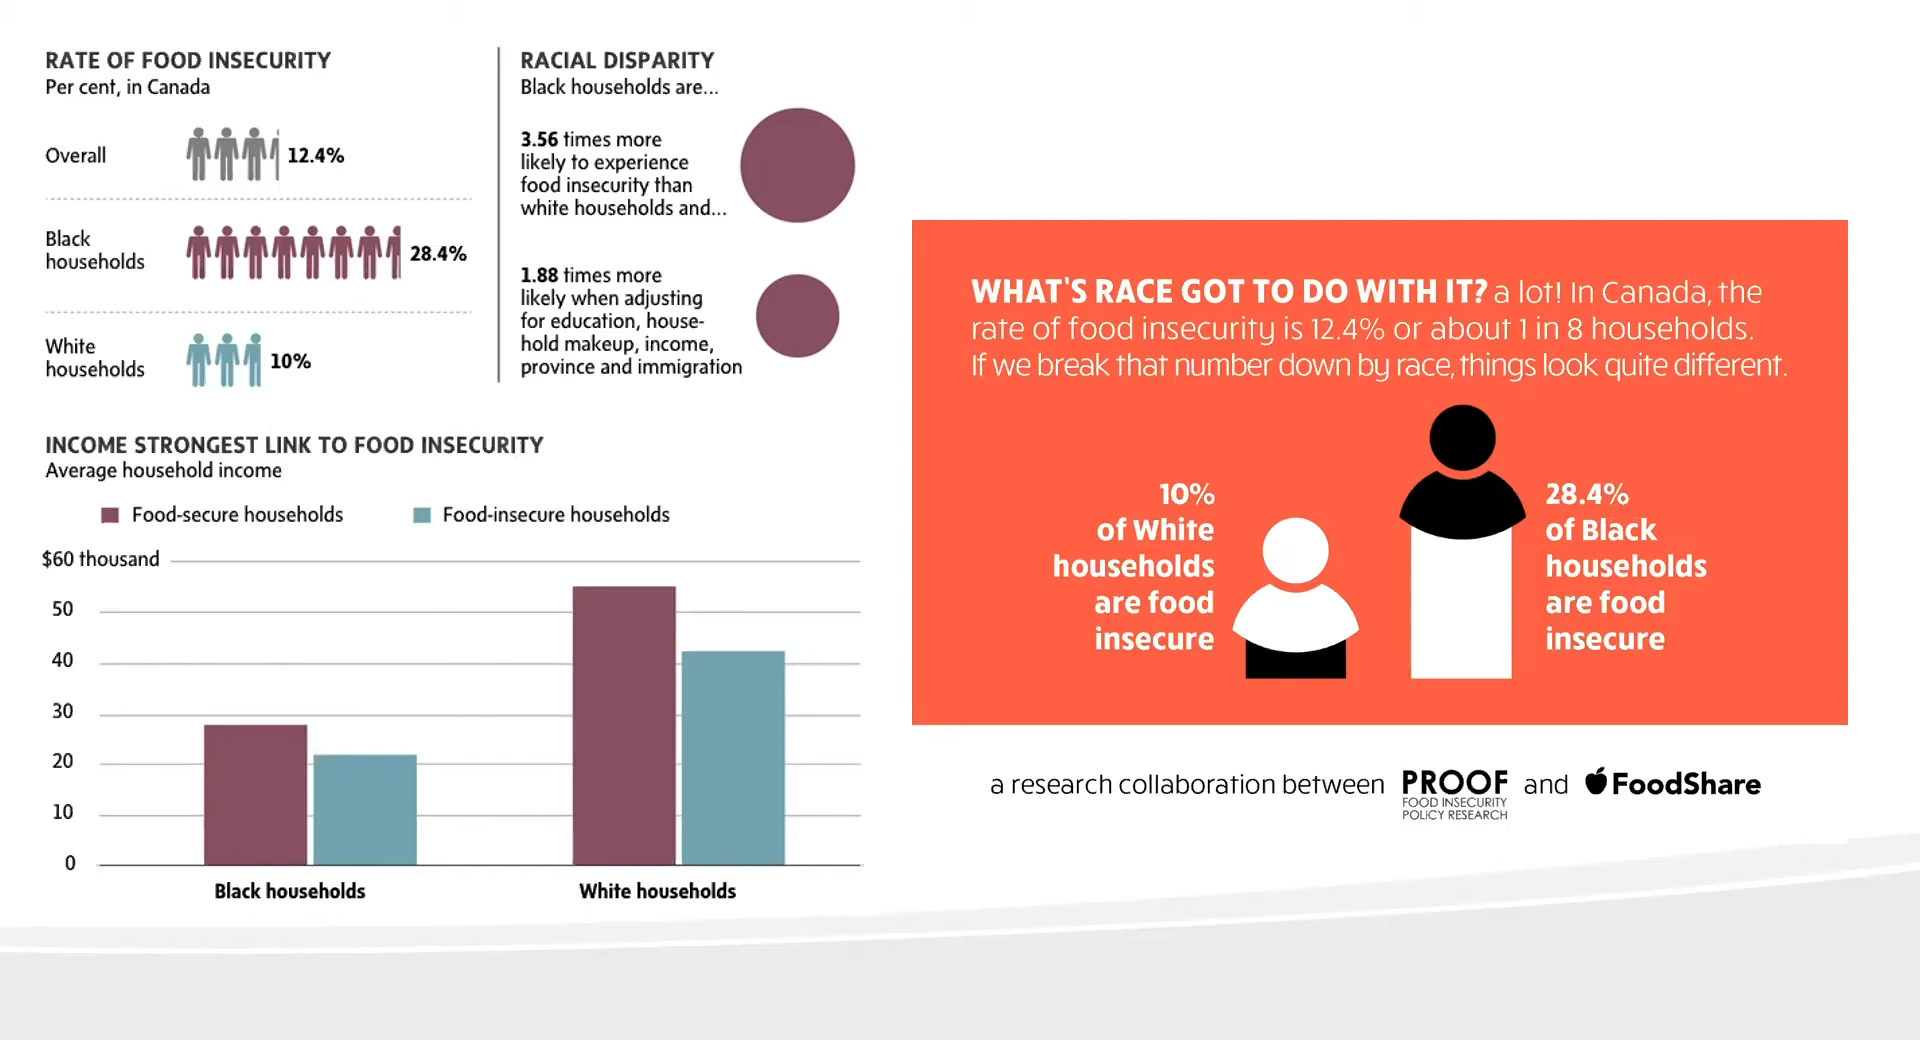 RATE OF FOOD INSECURITY
Per cent, in Canada
Overall
12.4%
Black
households
28.4%
White
households
10%
RACIAL DISPARITY
Black households are...
3.56 times more
likely to experience
food insecurity than
white households and...
1.88 times more
likely when adjusting
for education, house-
hold makeup, income,
province and immigration
INCOME STRONGEST LINK TO FOOD INSECURITY
Average household income
Food-secure households
Food-insecure households
$60 thousand
50
40
30
20
10
0
Black households
White households
WHAT'S RACE GOT TO DO WITH IT? a lot! In Canada, the
rate of food insecurity is 12.4% or about 1 in 8 households.
If we break that number down by race, things look quite different.
10%
of White
households
are food
insecure
28.4%
of Black
households
are food
insecure
a research collaboration between PROOF and FoodShare
FOOD INSECURITY
POLICY RESEARCH